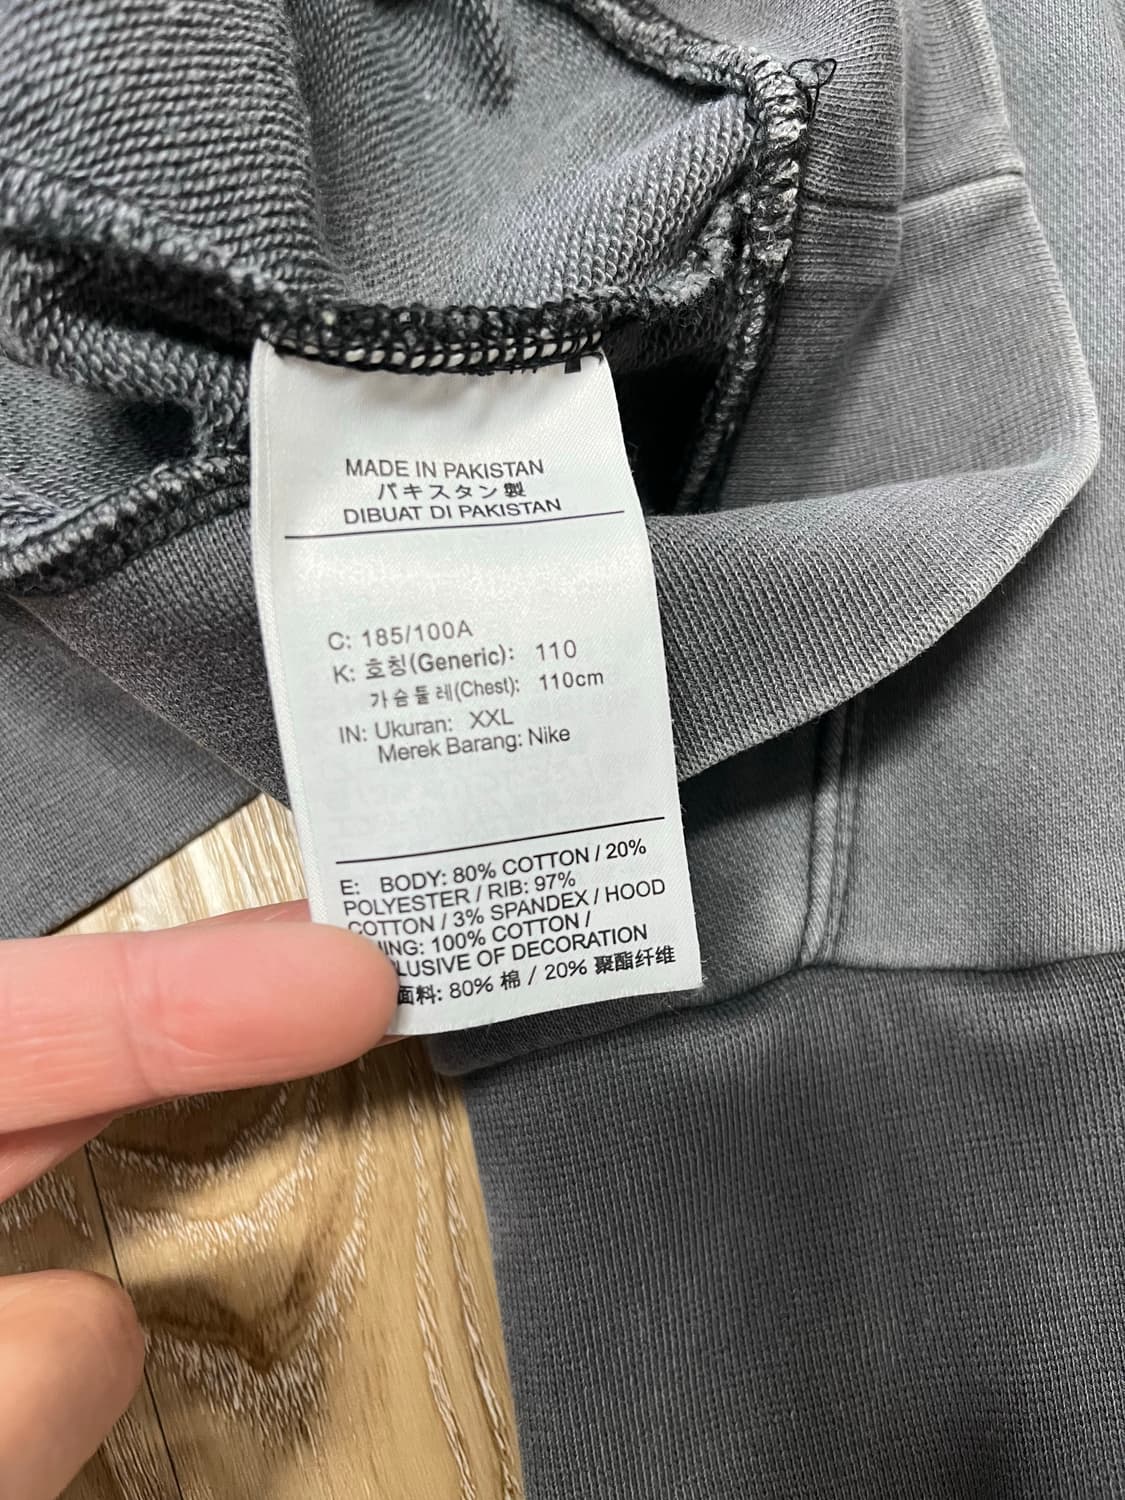 MADE IN PAKISTAN
パキスタン製
DIBUAT DI PAKISTAN
C: 185/100A
K: 호칭(Generic): 110
가슴둘레(Chest): 110cm
IN: Ukuran: XXL
Merek Barang: Nike
E: BODY: 80% COTTON / 20%
POLYESTER / RIB: 97%
COTTON / 3% SPANDEX / HOOD
100% COTTON /
OF DECORATION
面料: 80% 棉 / 20% 聚酯纤维